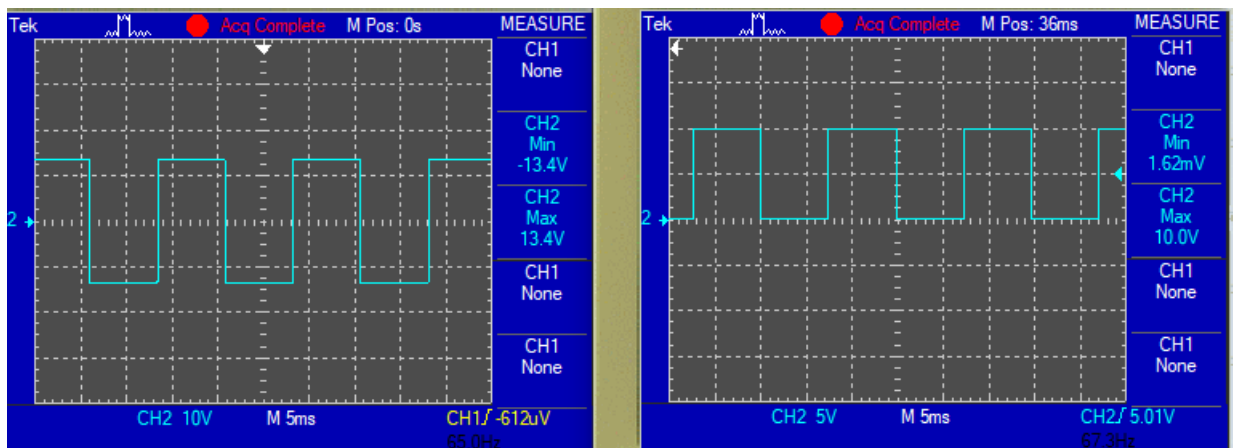 Tek Acq Complete M Pos: 0s MEASURE
CH1
None
CH2
Min
-13.4V
CH2
Max
13.4V
CH1
None
CH1
None
2
CH2 10V M 5ms CH1 -612uV
65.0Hz
Tek Acq Complete M Pos: 36ms MEASURE
CH1
None
CH2
Min
1.62mV
CH2
Max
10.0V
CH1
None
CH1
None
2
CH2 5V M 5ms CH2 5.01V
67.3Hz